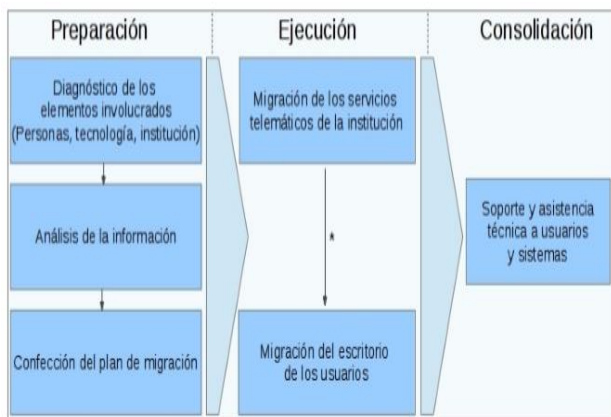 Preparación
Ejecución
Consolidación
Diagnóstico de los
elementos involucrados
(Personas, tecnología, institución)
Análisis de la información
Confección del plan de migración
Migración de los servicios
telemáticos de la institución
*
Migración del escritorio
de los usuarios
Soporte y asistencia
técnica a usuarios
y sistemas